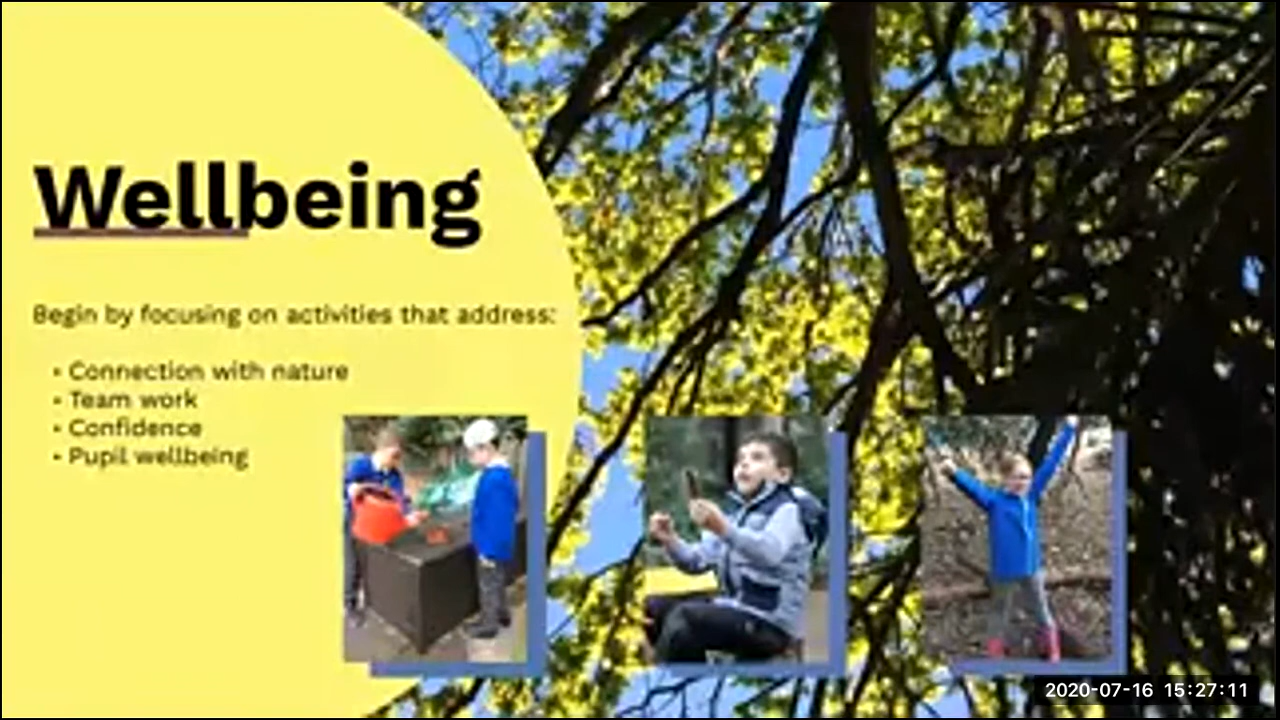 Wellbeing
Begin by focusing on activities that address:
• Connection with nature
• Team work
• Confidence
• Pupil wellbeing
2020-07-16 15:27:11